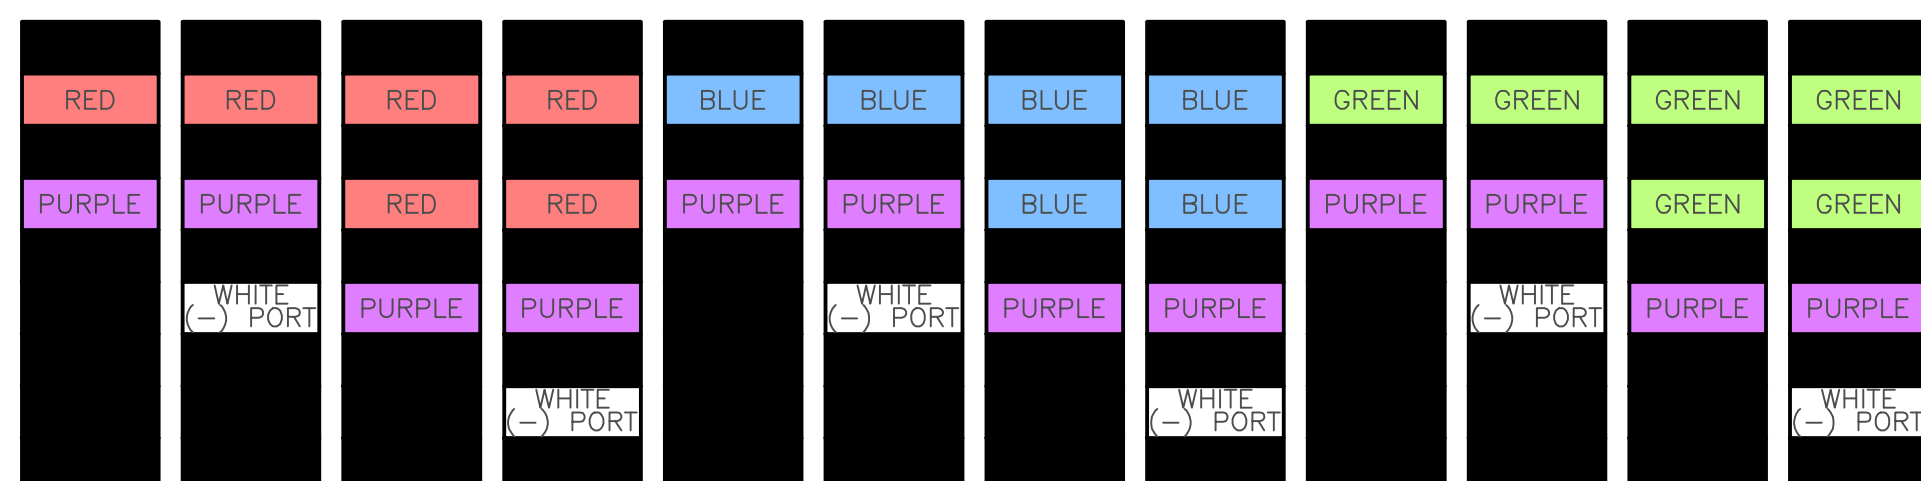 RED RED RED RED BLUE BLUE BLUE BLUE GREEN GREEN GREEN GREEN
PURPLE PURPLE RED RED PURPLE PURPLE BLUE BLUE PURPLE PURPLE GREEN GREEN
WHITE WHITE WHITE
(-) PORT PURPLE PURPLE (-) PORT PURPLE PURPLE (-) PORT PURPLE PURPLE
WHITE WHITE WHITE
(-) PORT (-) PORT (-) PORT